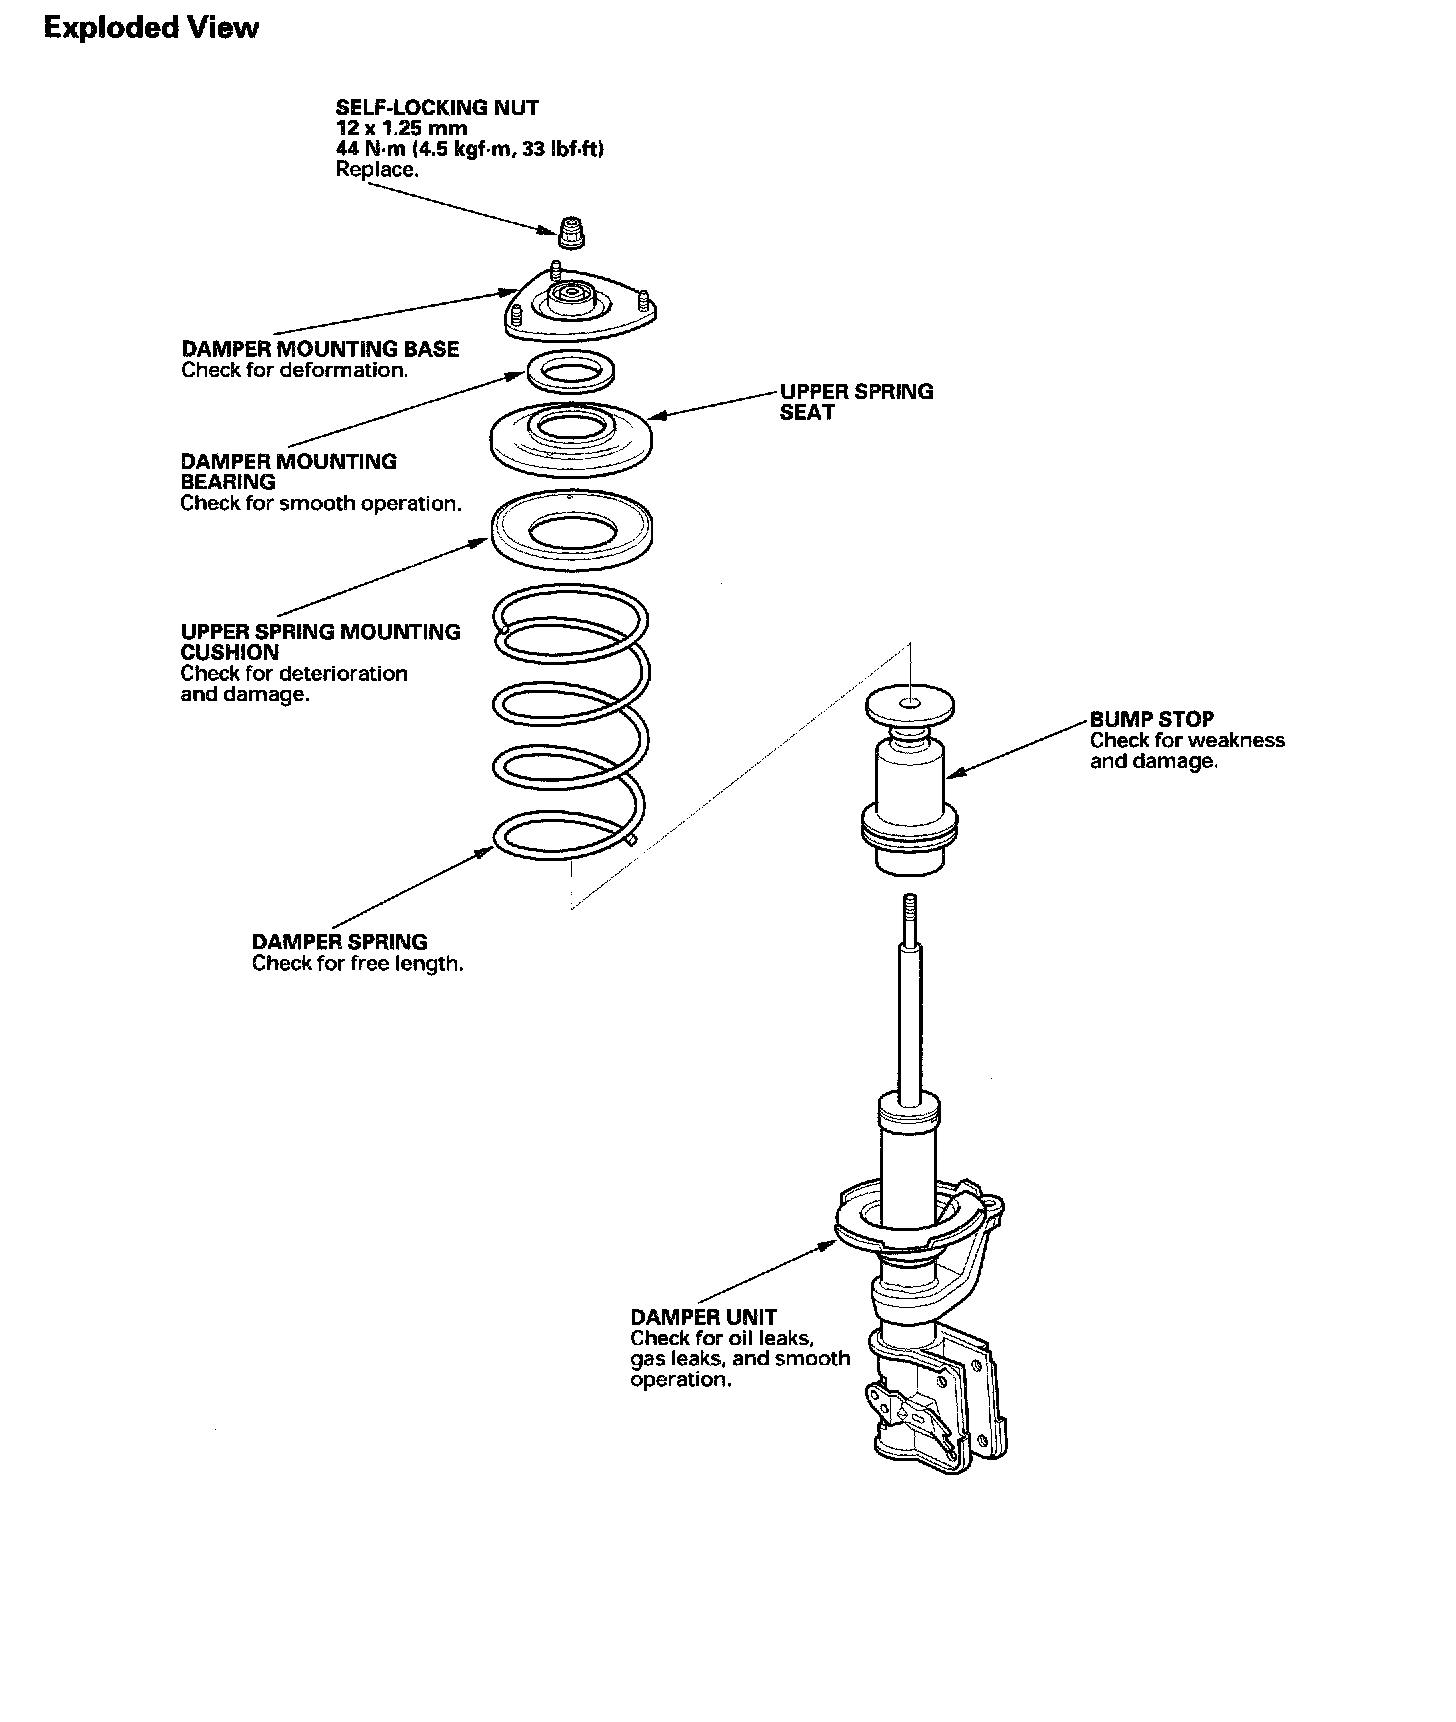 Exploded View
SELF-LOCKING NUT
12 x 1.25 mm
44 N·m (4.5 kgf·m, 33 lbf·ft)
Replace.
DAMPER MOUNTING BASE
Check for deformation.
UPPER SPRING
SEAT
DAMPER MOUNTING
BEARING
Check for smooth operation.
UPPER SPRING MOUNTING
CUSHION
Check for deterioration
and damage.
BUMP STOP
Check for weakness
and damage.
DAMPER SPRING
Check for free length.
DAMPER UNIT
Check for oil leaks,
gas leaks, and smooth
operation.